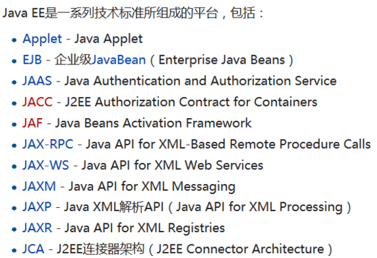 Java EE是一系列技术标准所组成的平台，包括：
Applet - Java Applet
EJB - 企业级JavaBean（Enterprise Java Beans）
JAAS - Java Authentication and Authorization Service
JACC - J2EE Authorization Contract for Containers
JAF - Java Beans Activation Framework
JAX-RPC - Java API for XML-Based Remote Procedure Calls
JAX-WS - Java API for XML Web Services
JAXM - Java API for XML Messaging
JAXP - Java XML解析API（Java API for XML Processing）
JAXR - Java API for XML Registries
JCA - J2EE连接器架构（J2EE Connector Architecture）